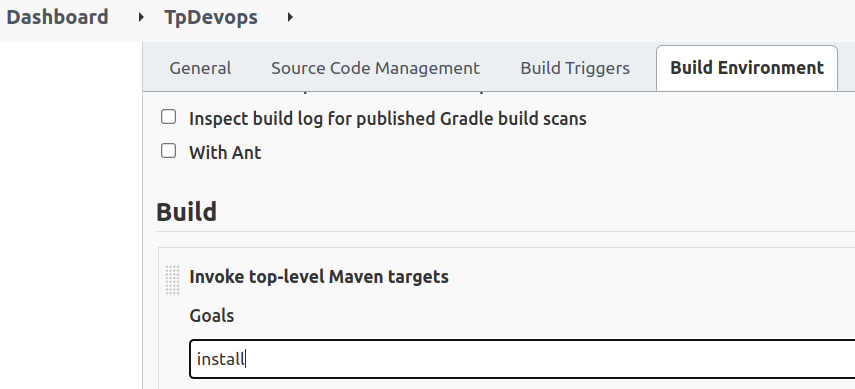 Dashboard TpDevops
General Source Code Management Build Triggers Build Environment
Inspect build log for published Gradle build scans
With Ant
Build
Invoke top-level Maven targets
Goals
install